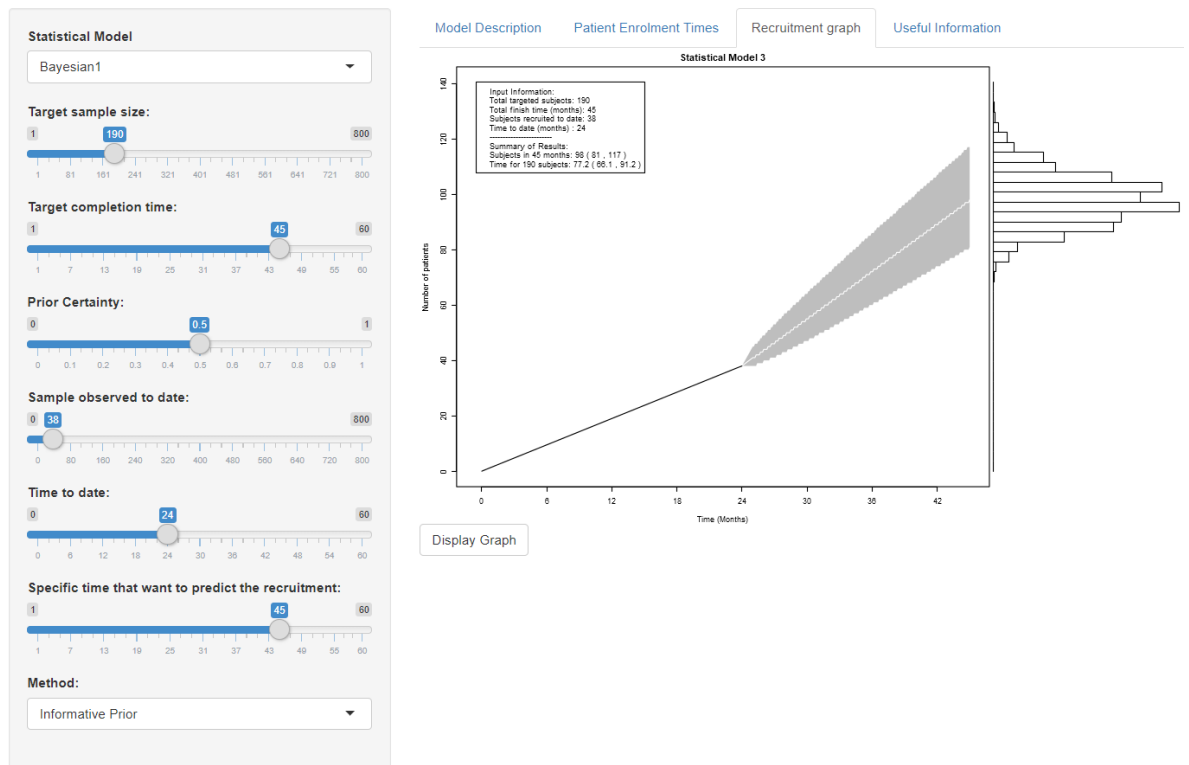 Statistical Model
Bayesian1
Target sample size:
1 190 800
1 81 161 241 321 401 481 561 641 721 800
Target completion time:
1 45 60
1 7 13 19 25 31 37 43 49 55 60
Prior Certainty:
0 0.5 1
0 0.1 0.2 0.3 0.4 0.5 0.6 0.7 0.8 0.9 1
Sample observed to date:
0 38 800
0 80 160 240 320 400 480 560 640 720 800
Time to date:
0 24 60
0 6 12 18 24 30 36 42 48 54 60
Specific time that want to predict the recruitment:
1 45 60
1 7 13 19 25 31 37 43 49 55 60
Method:
Informative Prior
Model Description Patient Enrolment Times Recruitment graph Useful Information
Statistical Model 3
Input Information:
Total targeted subjects: 190
Total finish time (months): 45
Subjects recruited to date: 38
Time to date (months) : 24
------------------------
Summary of Results:
Subjects in 45 months: 98 ( 81 , 117 )
Time for 190 subjects: 77.2 ( 66.1 , 91.2 )
Number of patients
140
120
100
80
60
40
20
0
0 6 12 18 24 30 36 42
Time (Months)
Display Graph